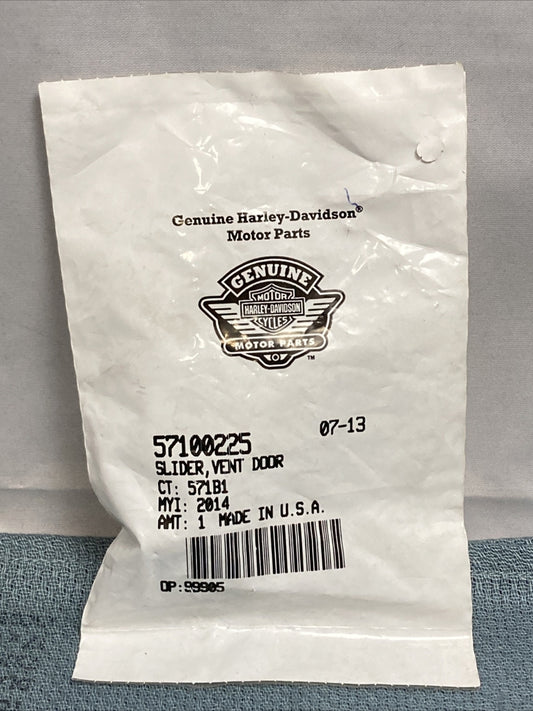 Genuine Harley-Davidson®
Motor Parts
GENUINE
MOTOR
HARLEY-DAVIDSON
CYCLES
MOTOR PARTS
™
07-13
57100225
SLIDER,VENT DOOR
CT: 571B1
MYI: 2014
AMT: 1 MADE IN U.S.A.
OP:99905